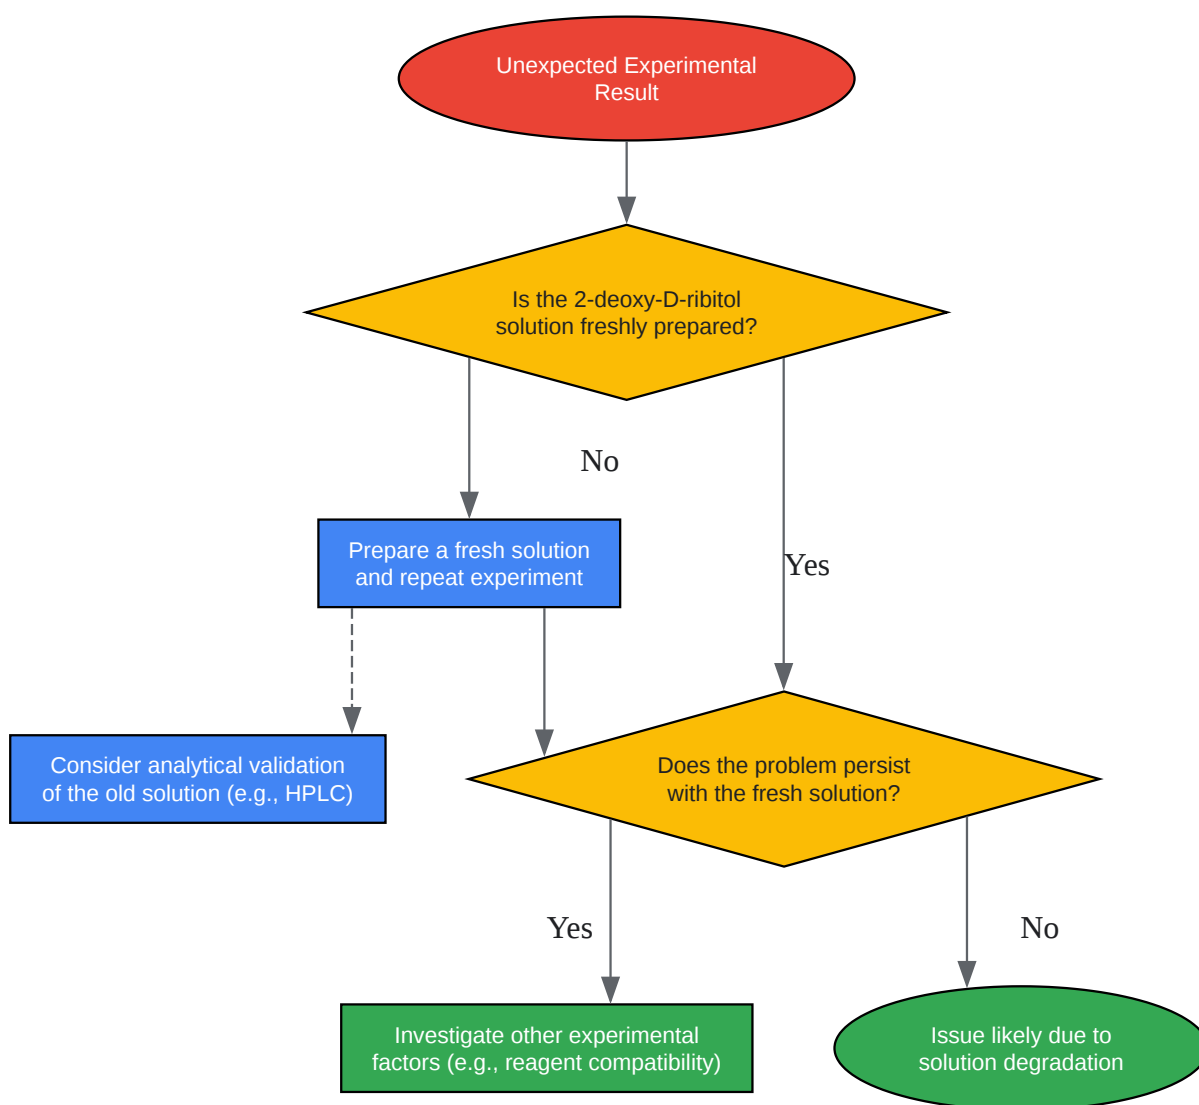 Unexpected Experimental
Result
Is the 2-deoxy-D-ribitol
solution freshly prepared?
No
Prepare a fresh solution
and repeat experiment
Yes
Consider analytical validation
of the old solution (e.g., HPLC)
Does the problem persist
with the fresh solution?
Yes
No
Investigate other experimental
factors (e.g., reagent compatibility)
Issue likely due to
solution degradation